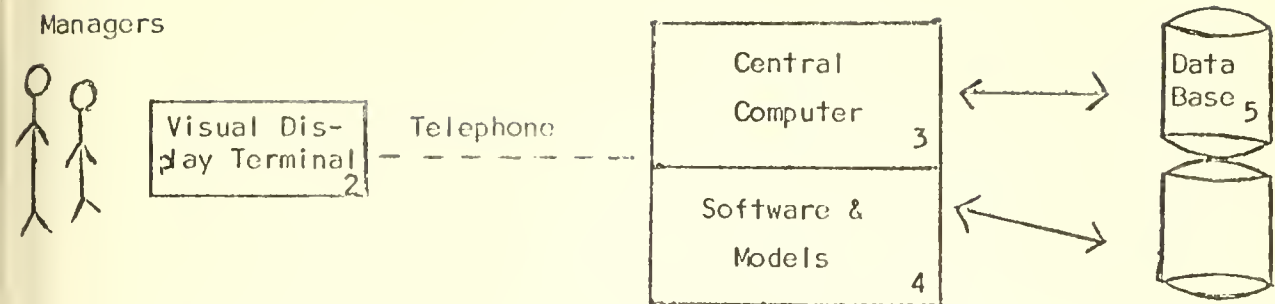 Managers
Visual Dis-
play Terminal
2
Telephone
Central
Computer
3
Software &
Models
4
Data
Base 5